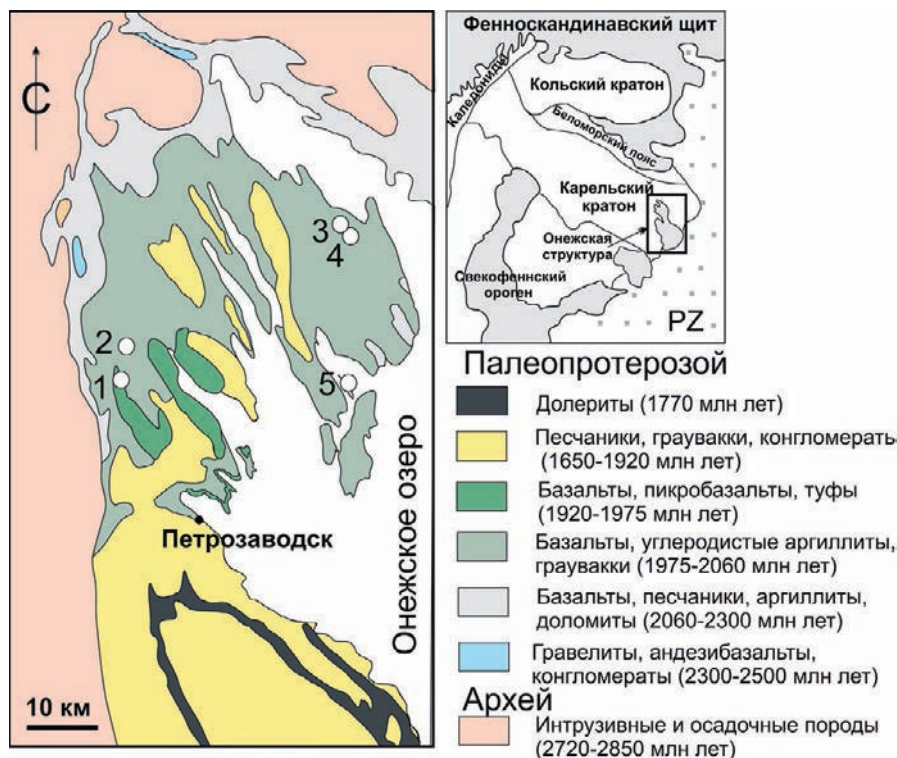 С
3
4
2
1
5
Петрозаводск
Онежское озеро
10 км
Фенноскандинавский щит
Каледониды
Кольский кратон
Беломорский пояс
Карельский
кратон
Онежская
структура
Свекофеннский
ороген
PZ
Палеопротерозой
Долериты (1770 млн лет)
Песчаники, граувакки, конгломераты
(1650-1920 млн лет)
Базальты, пикробазальты, туфы
(1920-1975 млн лет)
Базальты, углеродистые аргиллиты,
граувакки (1975-2060 млн лет)
Базальты, песчаники, аргиллиты,
доломиты (2060-2300 млн лет)
Гравелиты, андезибазальты,
конгломераты (2300-2500 млн лет)
Архей
Интрузивные и осадочные породы
(2720-2850 млн лет)